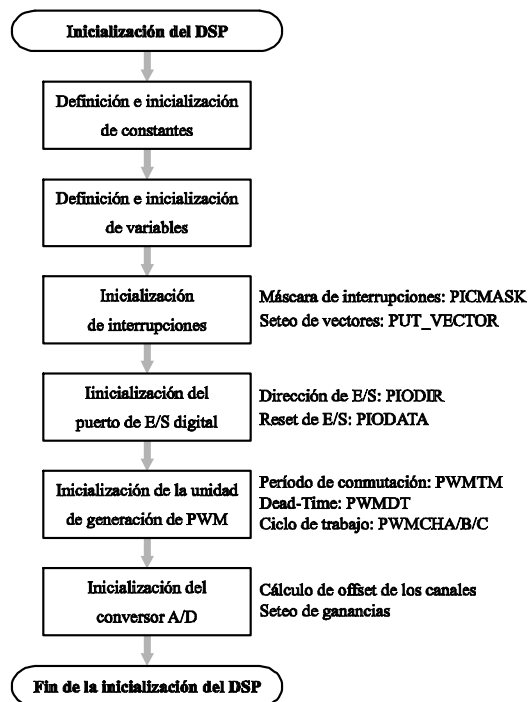 Inicialización del DSP
Definición e inicialización
de constantes
Definición e inicialización
de variables
Inicialización
de interrupciones
Máscara de interrupciones: PICMASK
Seteo de vectores: PUT_VECTOR
Iinicialización del
puerto de E/S digital
Dirección de E/S: PIODIR
Reset de E/S: PIODATA
Inicialización de la unidad
de generación de PWM
Período de conmutación: PWMTM
Dead-Time: PWMDT
Ciclo de trabajo: PWMCHA/B/C
Inicialización del
conversor A/D
Cálculo de offset de los canales
Seteo de ganancias
Fin de la inicialización del DSP